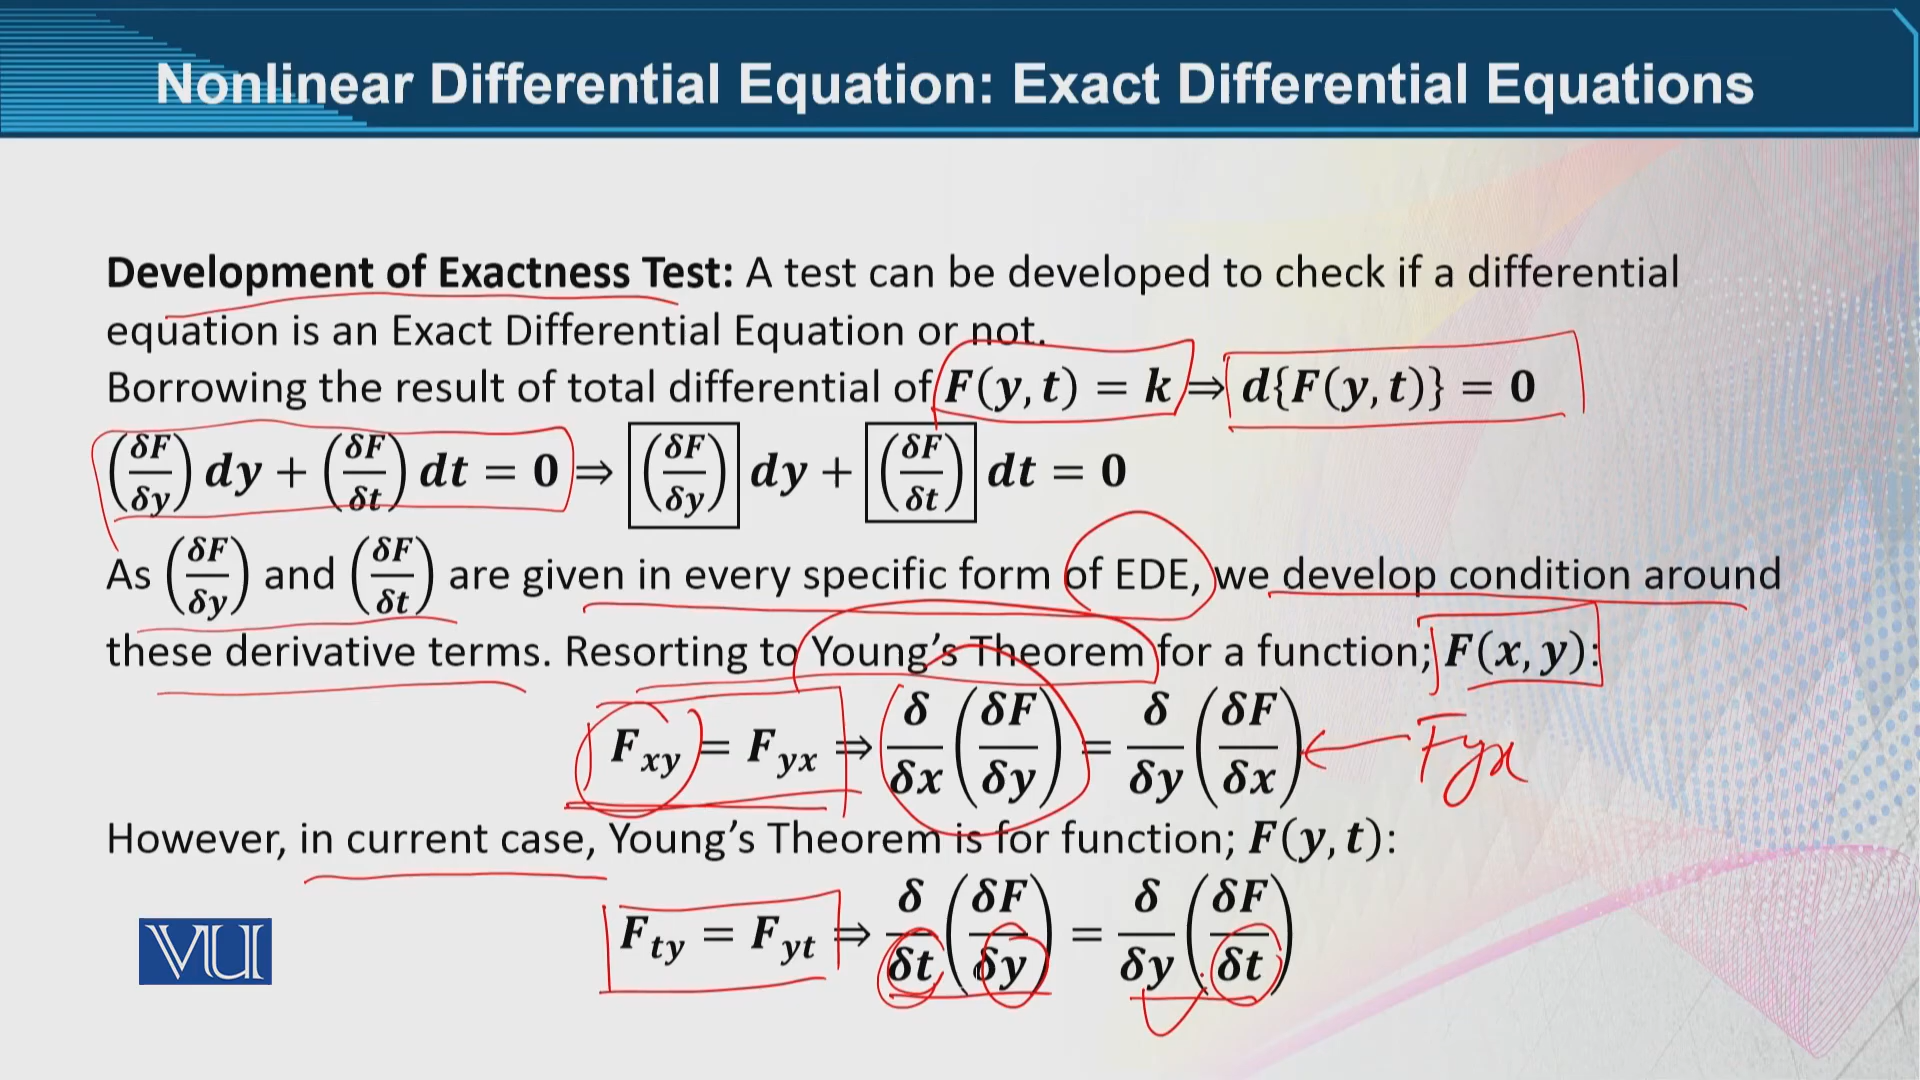 Nonlinear Differential Equation: Exact Differential Equations
Development of Exactness Test: A test can be developed to check if a differential
equation is an Exact Differential Equation or not.
Borrowing the result of total differential of F(y, t) = k ⇒ d{F(y, t)} = 0
(δF/δy) dy + (δF/δt) dt = 0 ⇒ (δF/δy) dy + (δF/δt) dt = 0
As (δF/δy) and (δF/δt) are given in every specific form of EDE, we develop condition around
these derivative terms. Resorting to Young's Theorem for a function; F(x, y):
F_xy = F_yx ⇒ δ/δx (δF/δy) = δ/δy (δF/δx) ← Fyx
However, in current case, Young's Theorem is for function; F(y, t):
F_ty = F_yt ⇒ δ/δt (δF/δy) = δ/δy (δF/δt)
VU